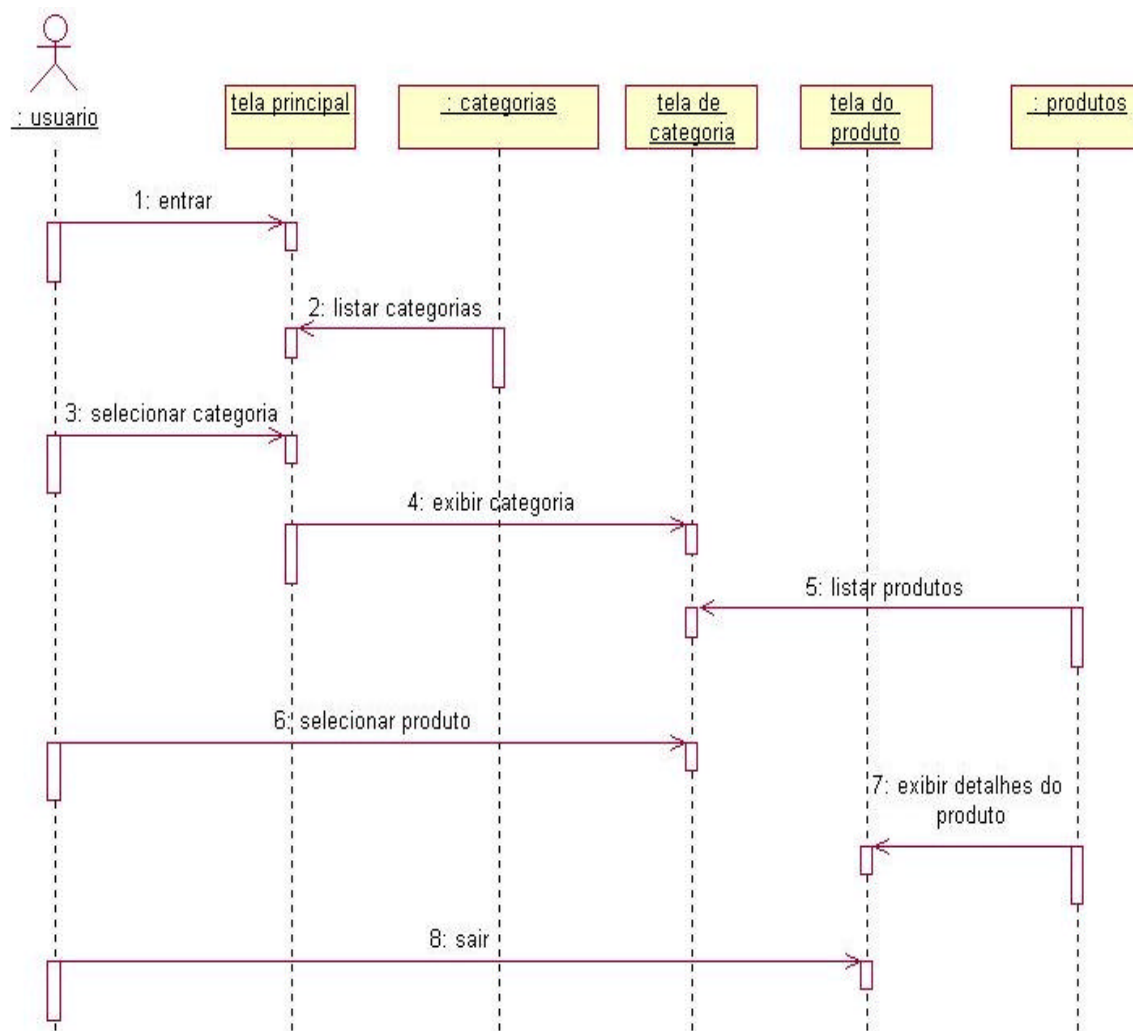 : usuario
tela principal
: categorias
tela de
categoria
tela do
produto
: produtos
1: entrar
2: listar categorias
3: selecionar categoria
4: exibir categoria
5: listar produtos
6: selecionar produto
7: exibir detalhes do
produto
8: sair